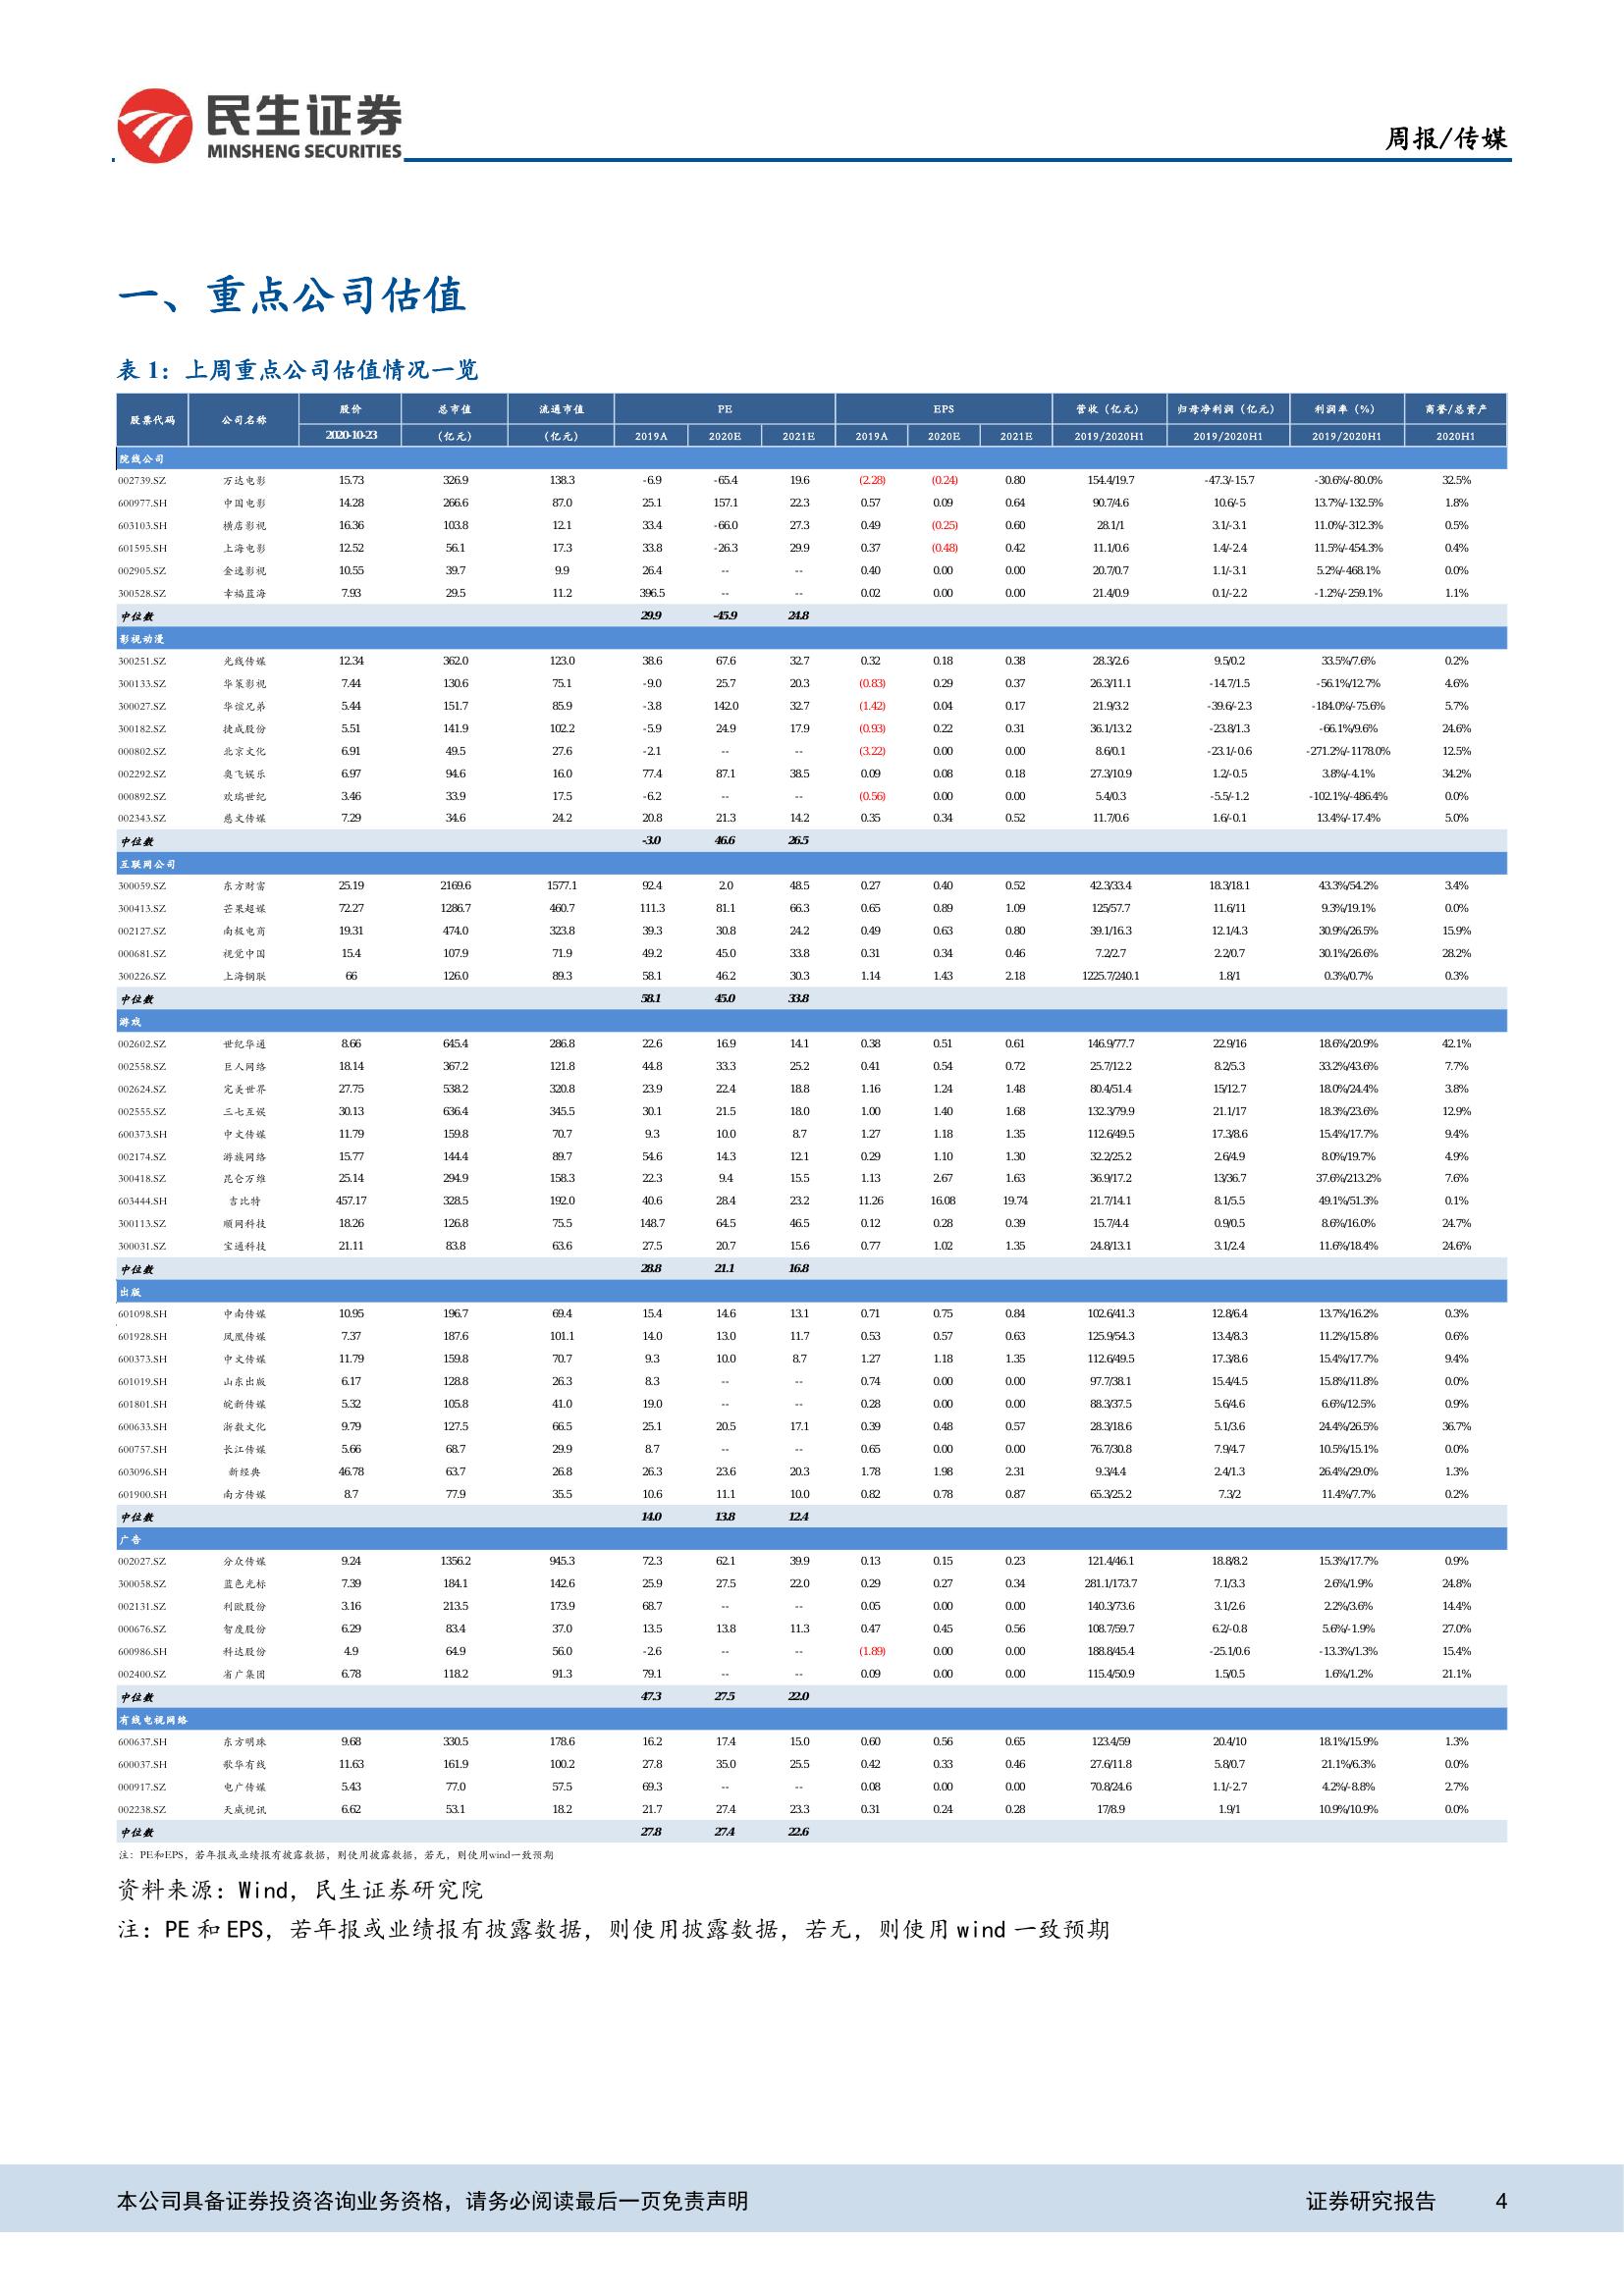 民生证券
MINSHENG SECURITIES
周报/传媒
一、重点公司估值
表 1：上周重点公司估值情况一览
股票代码 公司名称 股价 总市值 流通市值 PE EPS 营收（亿元） 归母净利润（亿元） 利润率（%） 商誉/总资产
2020-10-23 （亿元） （亿元） 2019A 2020E 2021E 2019A 2020E 2021E 2019/2020H1 2019/2020H1 2019/2020H1 2020H1
院线公司
002739.SZ 万达电影 15.73 326.9 138.3 -6.9 -65.4 19.6 (2.28) (0.24) 0.80 154.4/19.7 -47.3/-15.7 -30.6%/-80.0% 32.5%
600977.SH 中国电影 14.28 266.6 87.0 25.1 157.1 22.3 0.57 0.09 0.64 90.7/4.6 10.6/-5 13.7%/-132.5% 1.8%
603103.SH 横店影视 16.36 103.8 12.1 33.4 -66.0 27.3 0.49 (0.25) 0.60 28.1/1 3.1/-3.1 11.0%/-312.3% 0.5%
601595.SH 上海电影 12.52 56.1 17.3 33.8 -26.3 29.9 0.37 (0.48) 0.42 11.1/0.6 1.4/-2.4 11.5%/-454.3% 0.4%
002905.SZ 金逸影视 10.55 39.7 9.9 26.4 -- -- 0.40 0.00 0.00 20.7/0.7 1.1/-3.1 5.2%/-468.1% 0.0%
300528.SZ 幸福蓝海 7.93 29.5 11.2 396.5 -- -- 0.02 0.00 0.00 21.4/0.9 0.1/-2.2 -1.2%/-259.1% 1.1%
中位数 29.9 -45.9 24.8
影视动漫
300251.SZ 光线传媒 12.34 362.0 123.0 38.6 67.6 32.7 0.32 0.18 0.38 28.3/2.6 9.5/0.2 33.5%/7.6% 0.2%
300133.SZ 华策影视 7.44 130.6 75.1 -9.0 25.7 20.3 (0.83) 0.29 0.37 26.3/11.1 -14.7/1.5 -56.1%/12.7% 4.6%
300027.SZ 华谊兄弟 5.44 151.7 85.9 -3.8 142.0 32.7 (1.42) 0.04 0.17 21.9/3.2 -39.6/-2.3 -184.0%/-75.6% 5.7%
300182.SZ 捷成股份 5.51 141.9 102.2 -5.9 24.9 17.9 (0.93) 0.22 0.31 36.1/13.2 -23.8/1.3 -66.1%/9.6% 24.6%
000802.SZ 北京文化 6.91 49.5 27.6 -2.1 -- -- (3.22) 0.00 0.00 8.6/0.1 -23.1/-0.6 -271.2%/-1178.0% 12.5%
002292.SZ 奥飞娱乐 6.97 94.6 16.0 77.4 87.1 38.5 0.09 0.08 0.18 27.3/10.9 1.2/-0.5 3.8%/-4.1% 34.2%
000892.SZ 欢瑞世纪 3.46 33.9 17.5 -6.2 -- -- (0.56) 0.00 0.00 5.4/0.3 -5.5/-1.2 -102.1%/-486.4% 0.0%
002343.SZ 慈文传媒 7.29 34.6 24.2 20.8 21.3 14.2 0.35 0.34 0.52 11.7/0.6 1.6/-0.1 13.4%/-17.4% 5.0%
中位数 -3.0 46.6 26.5
互联网公司
300059.SZ 东方财富 25.19 2169.6 1577.1 92.4 2.0 48.5 0.27 0.40 0.52 42.3/33.4 18.3/18.1 43.3%/54.2% 3.4%
300413.SZ 芒果超媒 72.27 1286.7 460.7 111.3 81.1 66.3 0.65 0.89 1.09 125/57.7 11.6/11 9.3%/19.1% 0.0%
002127.SZ 南极电商 19.31 474.0 323.8 39.3 30.8 24.2 0.49 0.63 0.80 39.1/16.3 12.1/4.3 30.9%/26.5% 15.9%
000681.SZ 视觉中国 15.4 107.9 71.9 49.2 45.0 33.8 0.31 0.34 0.46 7.2/2.7 2.2/0.7 30.1%/26.6% 28.2%
300226.SZ 上海钢联 66 126.0 89.3 58.1 46.2 30.3 1.14 1.43 2.18 1225.7/240.1 1.8/1 0.3%/0.7% 0.3%
中位数 58.1 45.0 33.8
游戏
002602.SZ 世纪华通 8.66 645.4 286.8 22.6 16.9 14.1 0.38 0.51 0.61 146.9/77.7 22.9/16 18.6%/20.9% 42.1%
002558.SZ 巨人网络 18.14 367.2 121.8 44.8 33.3 25.2 0.41 0.54 0.72 25.7/12.2 8.2/5.3 33.2%/43.6% 7.7%
002624.SZ 完美世界 27.75 538.2 320.8 23.9 22.4 18.8 1.16 1.24 1.48 80.4/51.4 15/12.7 18.0%/24.4% 3.8%
002555.SZ 三七互娱 30.13 636.4 345.5 30.1 21.5 18.0 1.00 1.40 1.68 132.3/79.9 21.1/17 18.3%/23.6% 12.9%
600373.SH 中文传媒 11.79 159.8 70.7 9.3 10.0 8.7 1.27 1.18 1.35 112.6/49.5 17.3/8.6 15.4%/17.7% 9.4%
002174.SZ 游族网络 15.77 144.4 89.7 54.6 14.3 12.1 0.29 1.10 1.30 32.2/25.2 2.6/4.9 8.0%/19.7% 4.9%
300418.SZ 昆仑万维 25.14 294.9 158.3 22.3 9.4 15.5 1.13 2.67 1.63 36.9/17.2 13/36.7 37.6%/213.2% 7.6%
603444.SH 吉比特 457.17 328.5 192.0 40.6 28.4 23.2 11.26 16.08 19.74 21.7/14.1 8.1/5.5 49.1%/51.3% 0.1%
300113.SZ 顺网科技 18.26 126.8 75.5 148.7 64.5 46.5 0.12 0.28 0.39 15.7/4.4 0.9/0.5 8.6%/16.0% 24.7%
300031.SZ 宝通科技 21.11 83.8 63.6 27.5 20.7 15.6 0.77 1.02 1.35 24.8/13.1 3.1/2.4 11.6%/18.4% 24.6%
中位数 28.8 21.1 16.8
出版
601098.SH 中南传媒 10.95 196.7 69.4 15.4 14.6 13.1 0.71 0.75 0.84 102.6/41.3 12.8/6.4 13.7%/16.2% 0.3%
601928.SH 凤凰传媒 7.37 187.6 101.1 14.0 13.0 11.7 0.53 0.57 0.63 125.9/54.3 13.4/8.3 11.2%/15.8% 0.6%
600373.SH 中文传媒 11.79 159.8 70.7 9.3 10.0 8.7 1.27 1.18 1.35 112.6/49.5 17.3/8.6 15.4%/17.7% 9.4%
601019.SH 山东出版 6.17 128.8 26.3 8.3 -- -- 0.74 0.00 0.00 97.7/38.1 15.4/4.5 15.8%/11.8% 0.0%
601801.SH 皖新传媒 5.32 105.8 41.0 19.0 -- -- 0.28 0.00 0.00 88.3/37.5 5.6/4.6 6.6%/12.5% 0.9%
600633.SH 浙数文化 9.79 127.5 66.5 25.1 20.5 17.1 0.39 0.48 0.57 28.3/18.6 5.1/3.6 24.4%/26.5% 36.7%
600757.SH 长江传媒 5.66 68.7 29.9 8.7 -- -- 0.65 0.00 0.00 76.7/30.8 7.9/4.7 10.5%/15.1% 0.0%
603096.SH 新经典 46.78 63.7 26.8 26.3 23.6 20.3 1.78 1.98 2.31 9.3/4.4 2.4/1.3 26.4%/29.0% 1.3%
601900.SH 南方传媒 8.7 77.9 35.5 10.6 11.1 10.0 0.82 0.78 0.87 65.3/25.2 7.3/2 11.4%/7.7% 0.2%
中位数 14.0 13.8 12.4
广告
002027.SZ 分众传媒 9.24 1356.2 945.3 72.3 62.1 39.9 0.13 0.15 0.23 121.4/46.1 18.8/8.2 15.3%/17.7% 0.9%
300058.SZ 蓝色光标 7.39 184.1 142.6 25.9 27.5 22.0 0.29 0.27 0.34 281.1/173.7 7.1/3.3 2.6%/1.9% 24.8%
002131.SZ 利欧股份 3.16 213.5 173.9 68.7 -- -- 0.05 0.00 0.00 140.3/73.6 3.1/2.6 2.2%/3.6% 14.4%
000676.SZ 智度股份 6.29 83.4 37.0 13.5 13.8 11.3 0.47 0.45 0.56 108.7/59.7 6.2/-0.8 5.6%/-1.9% 27.0%
600986.SH 科达股份 4.9 64.9 56.0 -2.6 -- -- (1.89) 0.00 0.00 188.8/45.4 -25.1/0.6 -13.3%/1.3% 15.4%
002400.SZ 省广集团 6.78 118.2 91.3 79.1 -- -- 0.09 0.00 0.00 115.4/50.9 1.5/0.5 1.6%/1.2% 21.1%
中位数 47.3 27.5 22.0
有线电视网络
600637.SH 东方明珠 9.68 330.5 178.6 16.2 17.4 15.0 0.60 0.56 0.65 123.4/59 20.4/10 18.1%/15.9% 1.3%
600037.SH 歌华有线 11.63 161.9 100.2 27.8 35.0 25.5 0.42 0.33 0.46 27.6/11.8 5.8/0.7 21.1%/6.3% 0.0%
000917.SZ 电广传媒 5.43 77.0 57.5 69.3 -- -- 0.08 0.00 0.00 70.8/24.6 1.1/-2.7 4.2%/-8.8% 2.7%
002238.SZ 天威视讯 6.62 53.1 18.2 21.7 27.4 23.3 0.31 0.24 0.28 17/8.9 1.9/1 10.9%/10.9% 0.0%
中位数 27.8 27.4 22.6
注：PE和EPS，若年报或业绩报有披露数据，则使用披露数据，若无，则使用wind一致预期
资料来源：Wind，民生证券研究院
注：PE 和 EPS，若年报或业绩报有披露数据，则使用披露数据，若无，则使用 wind 一致预期
本公司具备证券投资咨询业务资格，请务必阅读最后一页免责声明 证券研究报告 4